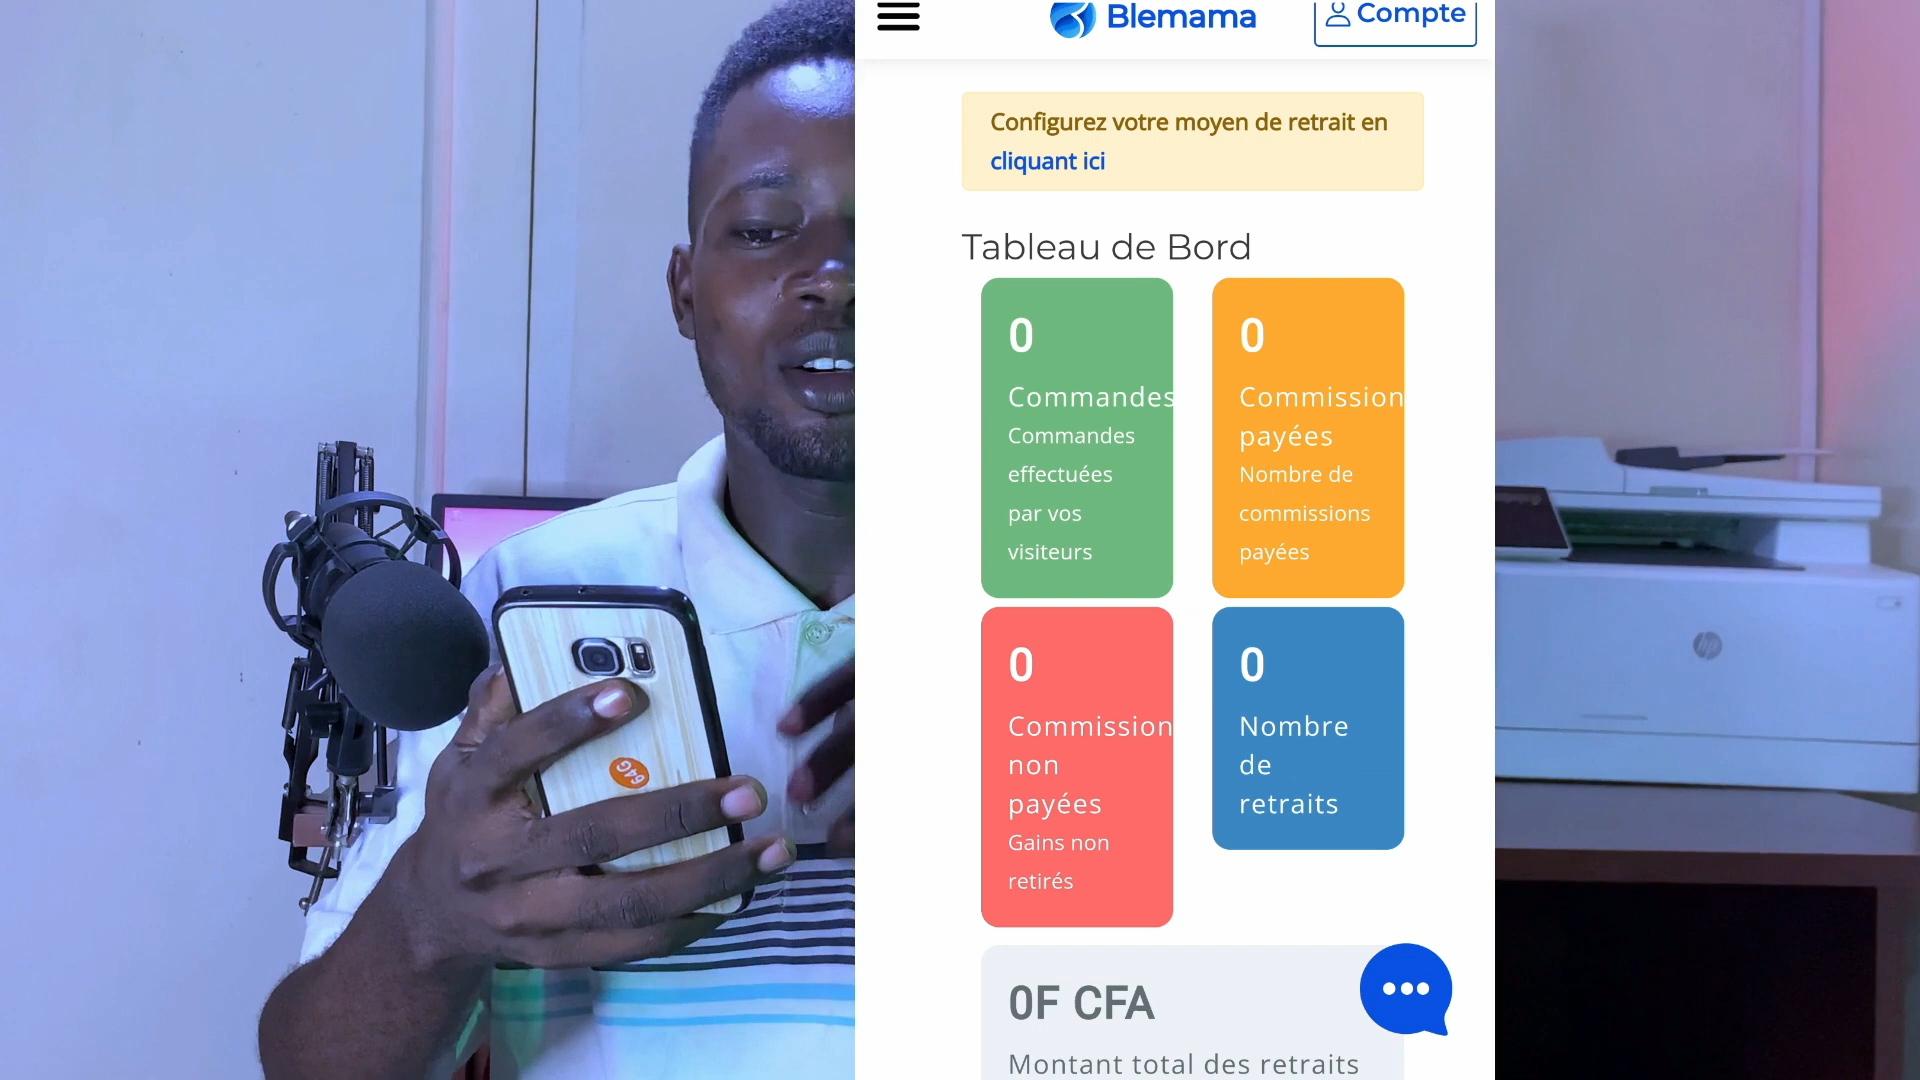 Blemama
Compte
Configurez votre moyen de retrait en
cliquant ici
Tableau de Bord
0
Commandes
Commandes
effectuées
par vos
visiteurs
0
Commission
payées
Nombre de
commissions
payées
0
Commission
non
payées
Gains non
retirés
0
Nombre
de
retraits
0F CFA
Montant total des retraits
64G
hp